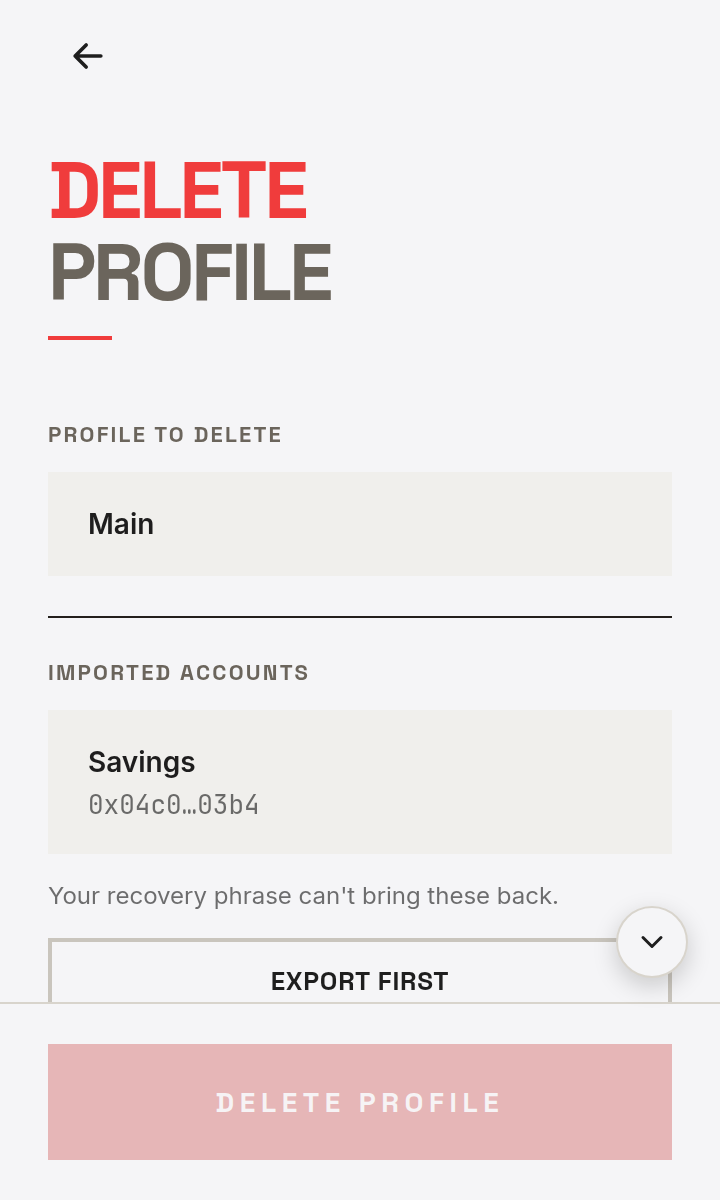 DELETE
PROFILE
PROFILE TO DELETE
Main
IMPORTED ACCOUNTS
Savings
0x04c0…03b4
Your recovery phrase can't bring these back.
EXPORT FIRST
DELETE PROFILE